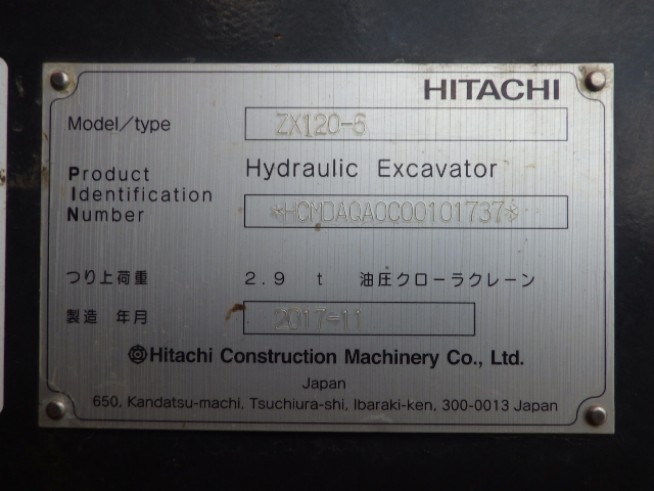 HITACHI
Model/type ZX120-6
Product Identification Number
Hydraulic Excavator
*HCMDAQA0C00101737*
つり上荷重 2.9 t 油圧クローラクレーン
製造 年月 2017-11
Hitachi Construction Machinery Co., Ltd.
Japan
650, Kandatsu-machi, Tsuchiura-shi, Ibaraki-ken, 300-0013 Japan